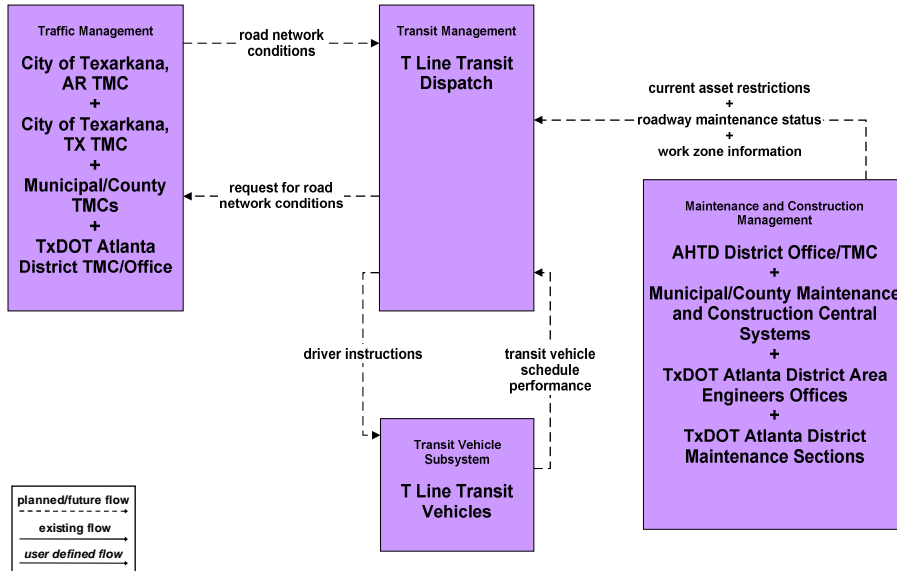 Traffic Management
City of Texarkana,
AR TMC
+
City of Texarkana,
TX TMC
+
Municipal/County
TMCs
+
TxDOT Atlanta
District TMC/Office
road network
conditions
request for road
network conditions
Transit Management
T Line Transit
Dispatch
current asset restrictions
+
roadway maintenance status
+
work zone information
Maintenance and Construction
Management
AHTD District Office/TMC
+
Municipal/County Maintenance
and Construction Central
Systems
+
TxDOT Atlanta District Area
Engineers Offices
+
TxDOT Atlanta District
Maintenance Sections
driver instructions
transit vehicle
schedule
performance
Transit Vehicle
Subsystem
T Line Transit
Vehicles
planned/future flow
existing flow
user defined flow